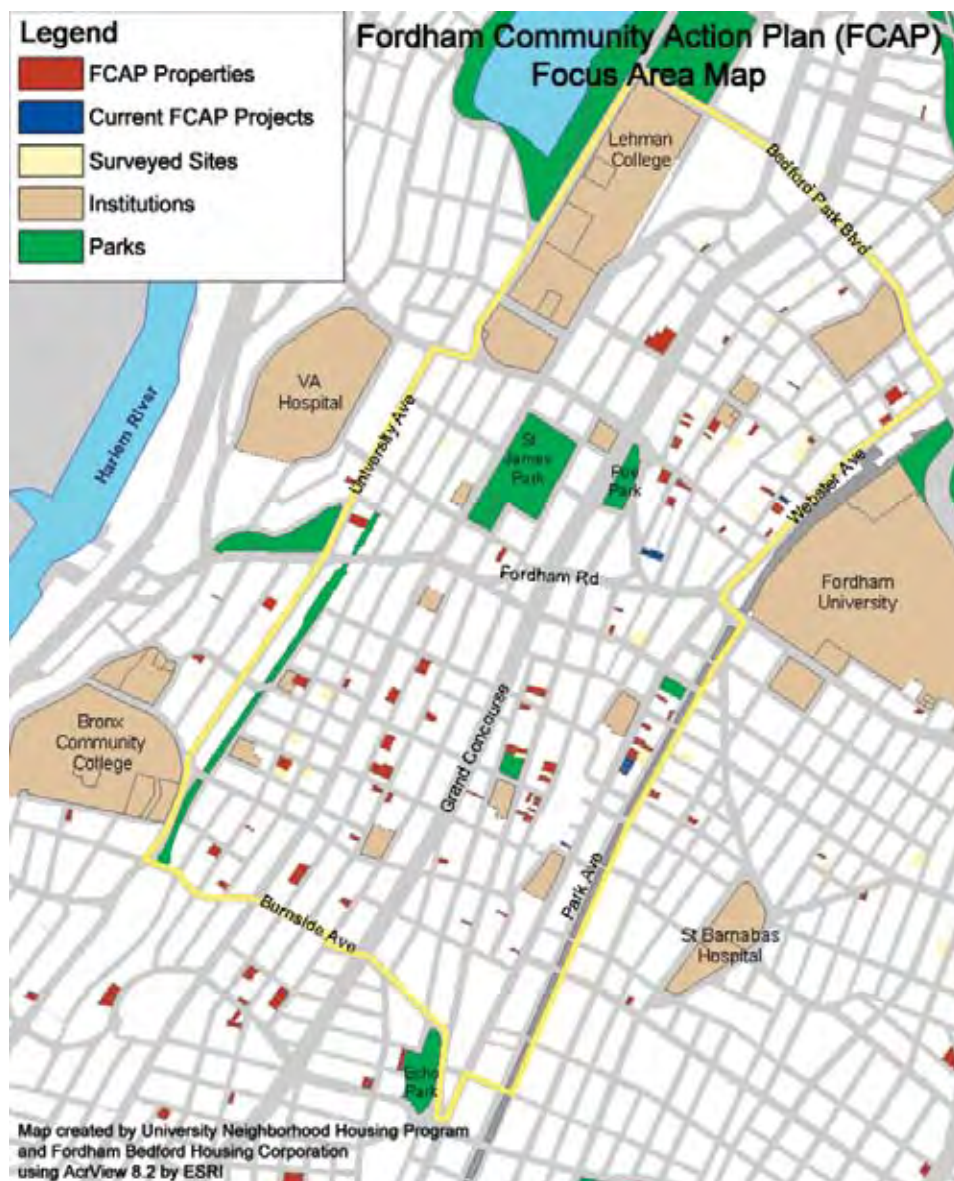 Legend
FCAP Properties
Current FCAP Projects
Surveyed Sites
Institutions
Parks
Fordham Community Action Plan (FCAP)
Focus Area Map
Lehman
College
Bedford Park Blvd
VA
Hospital
Harlem River
University Ave
St
James
Park
Poe
Park
Webster Ave
Fordham Rd
Fordham
University
Bronx
Community
College
Grand Concourse
Park Ave
Burnside Ave
St Barnabas
Hospital
Echo
Park
Map created by University Neighborhood Housing Program
and Fordham Bedford Housing Corporation
using AcrView 8.2 by ESRI